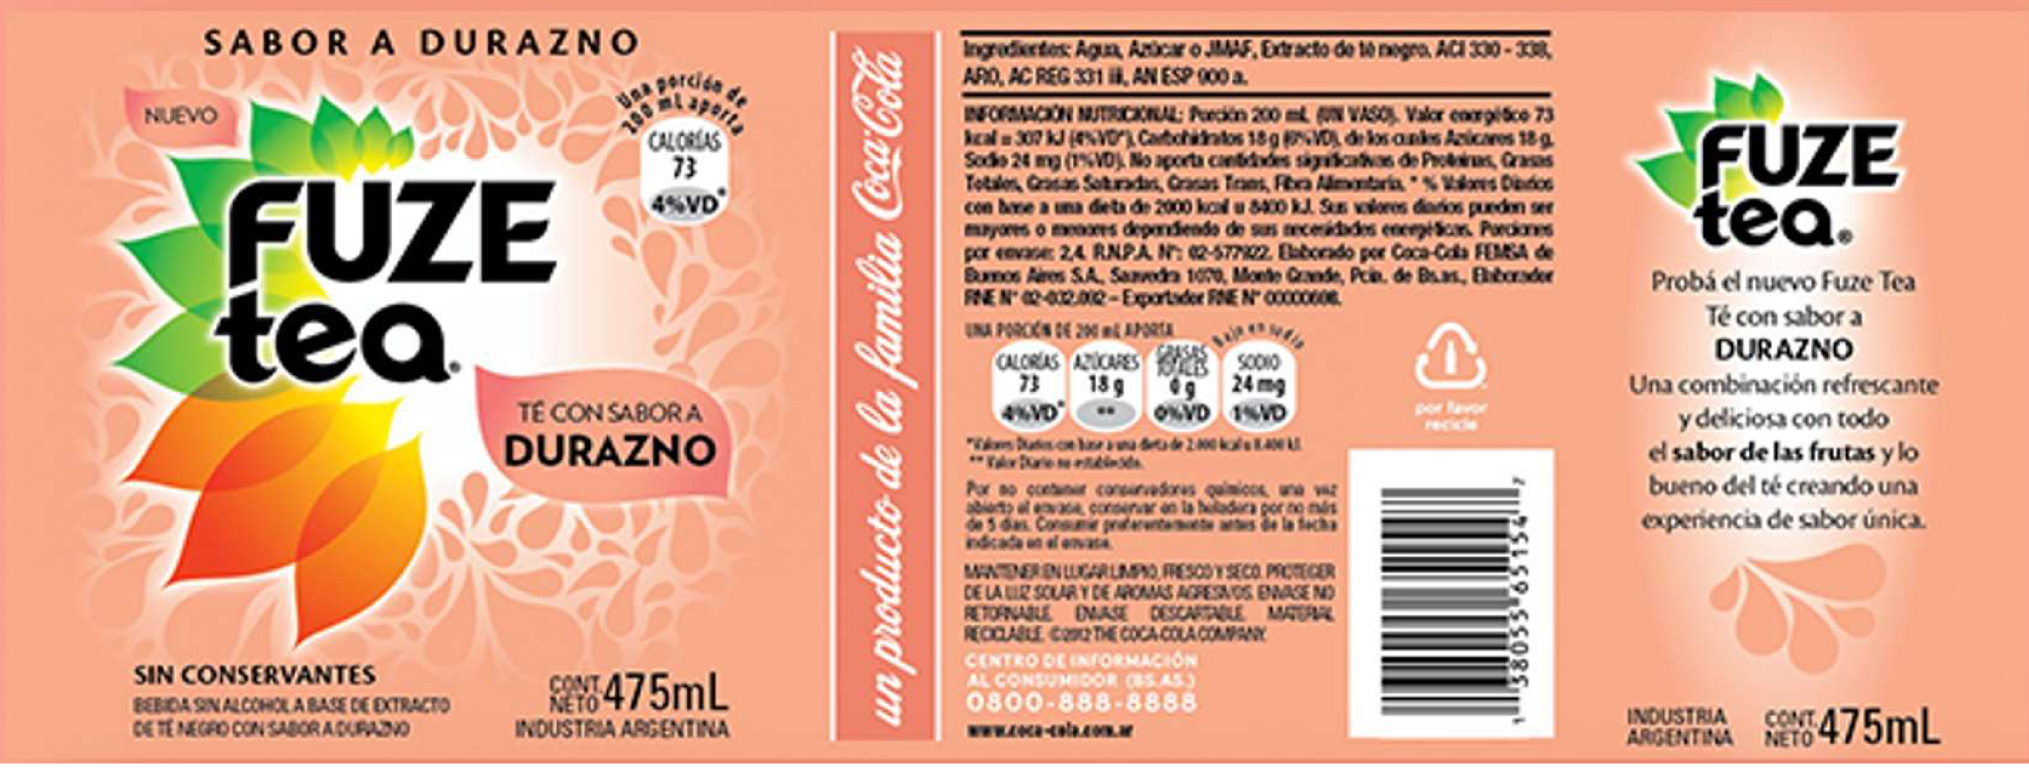 SABOR A DURAZNO
NUEVO
Una porción de
200 mL aporta
CALORÍAS
73
4%VD*
FUZE
tea®
TÉ CON SABOR A
DURAZNO
SIN CONSERVANTES
BEBIDA SIN ALCOHOL A BASE DE EXTRACTO
DE TÉ NEGRO CON SABOR A DURAZNO
CONT.
NETO 475mL
INDUSTRIA ARGENTINA
un producto de la familia Coca-Cola
Ingredientes: Agua, Azúcar o JMAF, Extracto de té negro. ACI 330 - 338,
ARO, AC REG 331 iii, AN ESP 900 a.
INFORMACIÓN NUTRICIONAL: Porción 200 mL (UN VASO). Valor energético 73
kcal = 307 kJ (4%VD*), Carbohidratos 18 g (6%VD), de los cuales Azúcares 18 g,
Sodio 24 mg (1%VD). No aporta cantidades significativas de Proteínas, Grasas
Totales, Grasas Saturadas, Grasas Trans, Fibra Alimentaria. * % Valores Diarios
con base a una dieta de 2000 kcal u 8400 kJ. Sus valores diarios pueden ser
mayores o menores dependiendo de sus necesidades energéticas. Porciones
por envase: 2,4. R.N.P.A. N°: 02-577922. Elaborado por Coca-Cola FEMSA de
Buenos Aires S.A., Saavedra 1070, Monte Grande, Pcia. de Bs.as., Elaborador
RNE N° 02-032.002 – Exportador RNE N° 00000608.
UNA PORCIÓN DE 200 mL APORTA
Bajo en sodio
CALORÍAS AZÚCARES GRASAS TOTALES SODIO
73 18 g 0 g 24 mg
4%VD* ** 0%VD 1%VD
*Valores Diarios con base a una dieta de 2.000 kcal u 8.400 kJ.
** Valor Diario no establecido.
Por no contener conservadores químicos, una vez
abierto el envase, conservar en la heladera por no más
de 5 días. Consumir preferentemente antes de la fecha
indicada en el envase.
MANTENER EN LUGAR LIMPIO, FRESCO Y SECO. PROTEGER
DE LA LUZ SOLAR Y DE AROMAS AGRESIVOS. ENVASE NO
RETORNABLE. ENVASE DESCARTABLE. MATERIAL
RECICLABLE. ©2012 THE COCA-COLA COMPANY.
CENTRO DE INFORMACIÓN
AL CONSUMIDOR (BS.AS.)
0800-888-8888
www.coca-cola.com.ar
por favor
recicle
1 38055 65154 7
FUZE
tea®
Probá el nuevo Fuze Tea
Té con sabor a
DURAZNO
Una combinación refrescante
y deliciosa con todo
el sabor de las frutas y lo
bueno del té creando una
experiencia de sabor única.
INDUSTRIA
ARGENTINA
CONT.
NETO 475mL